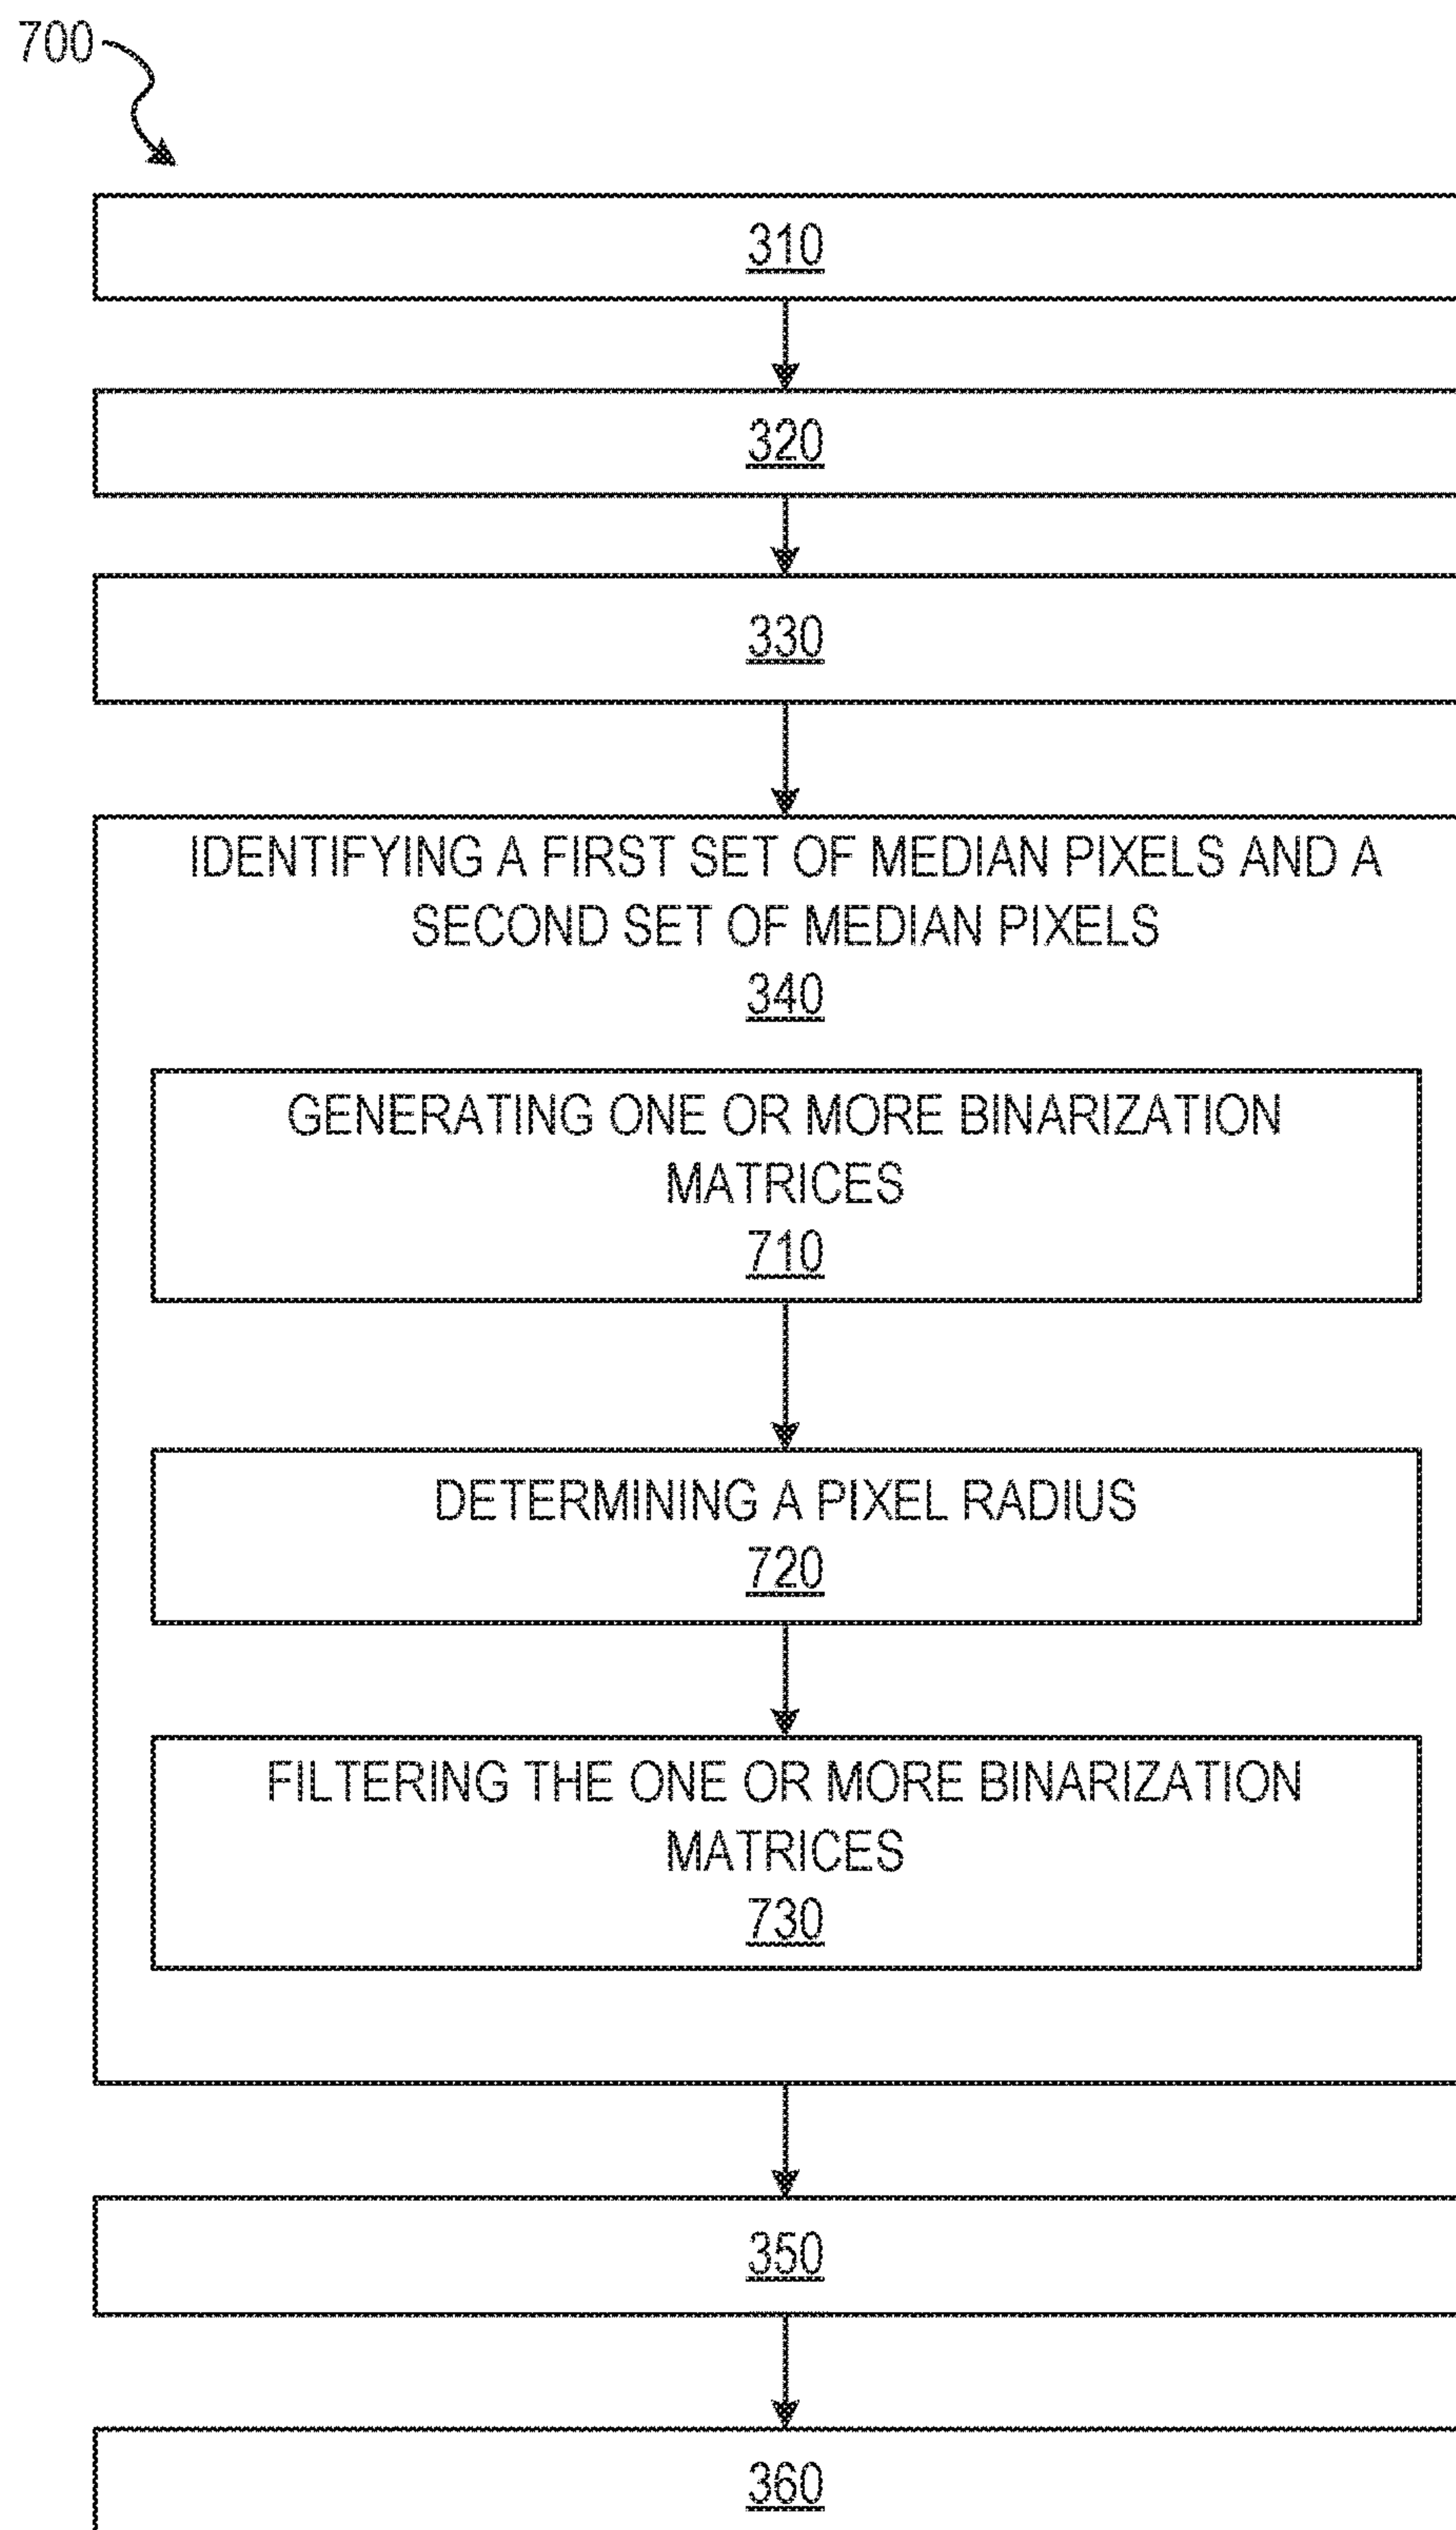 700
310
320
330
IDENTIFYING A FIRST SET OF MEDIAN PIXELS AND A
SECOND SET OF MEDIAN PIXELS
340
GENERATING ONE OR MORE BINARIZATION
MATRICES
710
DETERMINING A PIXEL RADIUS
720
FILTERING THE ONE OR MORE BINARIZATION
MATRICES
730
350
360